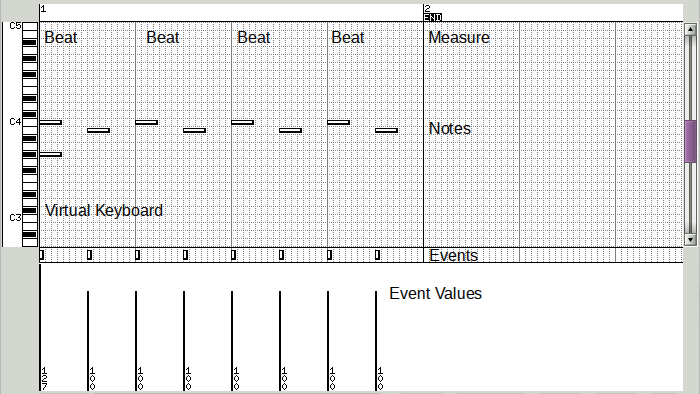 1 2
END
C5
Beat Beat Beat Beat Measure
C4
Notes
Virtual Keyboard
C3
Events
Event Values
127 100 100 100 100 100 100 100